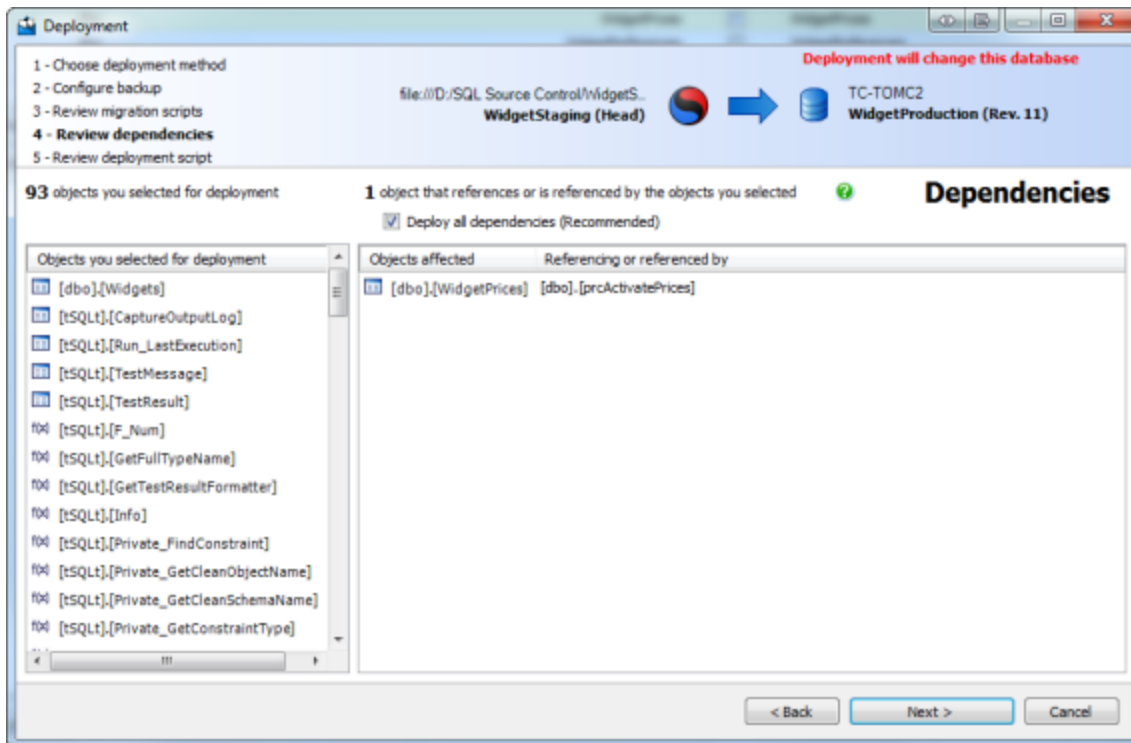 Deployment
1 - Choose deployment method
2 - Configure backup
3 - Review migration scripts
4 - Review dependencies
5 - Review deployment script
file:///D:/SQL Source Control/WidgetS...
WidgetStaging (Head)
Deployment will change this database
TC-TOMC2
WidgetProduction (Rev. 11)
93 objects you selected for deployment
1 object that references or is referenced by the objects you selected
Dependencies
Deploy all dependencies (Recommended)
Objects you selected for deployment
[dbo].[Widgets]
[tSQLt].[CaptureOutputLog]
[tSQLt].[Run_LastExecution]
[tSQLt].[TestMessage]
[tSQLt].[TestResult]
f(x) [tSQLt].[F_Num]
f(x) [tSQLt].[GetFullTypeName]
f(x) [tSQLt].[GetTestResultFormatter]
f(x) [tSQLt].[Info]
f(x) [tSQLt].[Private_FindConstraint]
f(x) [tSQLt].[Private_GetCleanObjectName]
f(x) [tSQLt].[Private_GetCleanSchemaName]
f(x) [tSQLt].[Private_GetConstraintType]
Objects affected Referencing or referenced by
[dbo].[WidgetPrices] [dbo].[prcActivatePrices]
< Back Next > Cancel